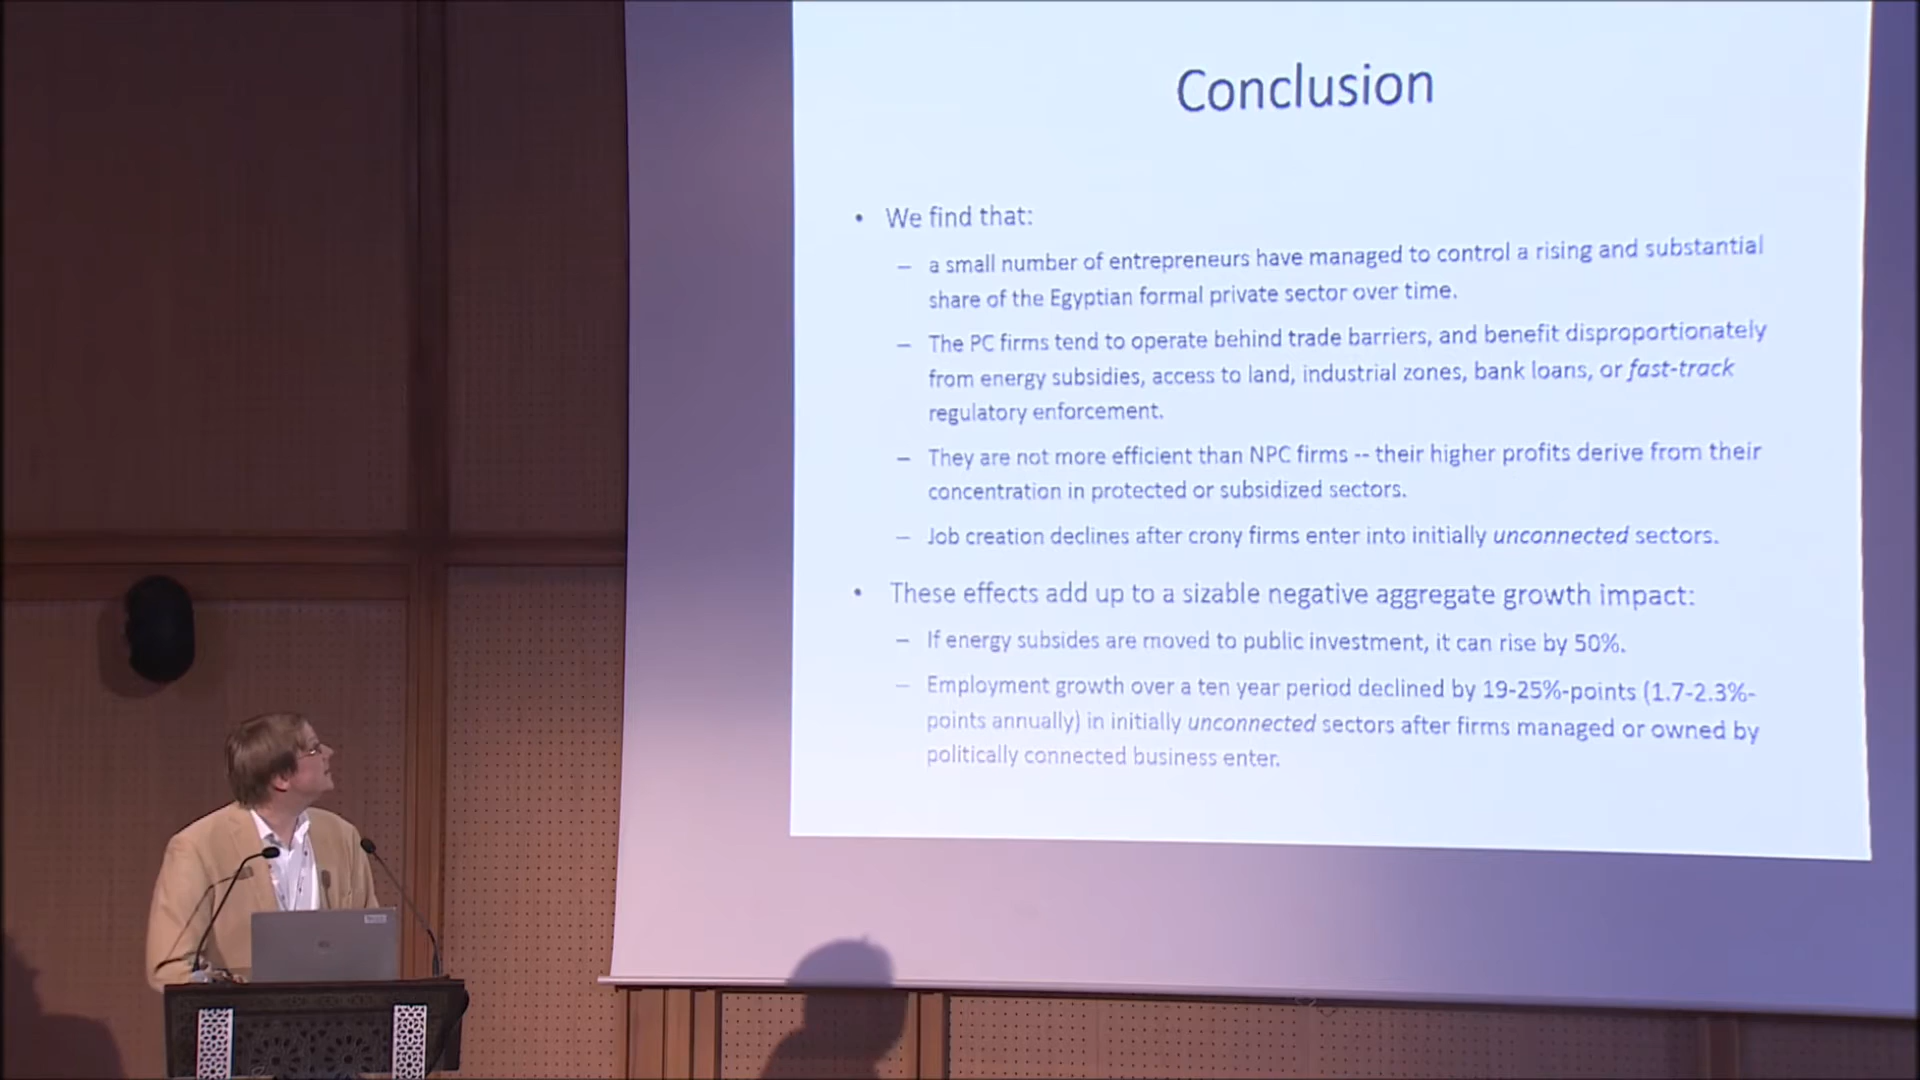 Conclusion
• We find that:
– a small number of entrepreneurs have managed to control a rising and substantial
share of the Egyptian formal private sector over time.
– The PC firms tend to operate behind trade barriers, and benefit disproportionately
from energy subsidies, access to land, industrial zones, bank loans, or fast-track
regulatory enforcement.
– They are not more efficient than NPC firms -- their higher profits derive from their
concentration in protected or subsidized sectors.
– Job creation declines after crony firms enter into initially unconnected sectors.
• These effects add up to a sizable negative aggregate growth impact:
– If energy subsides are moved to public investment, it can rise by 50%.
– Employment growth over a ten year period declined by 19-25%-points (1.7-2.3%-
points annually) in initially unconnected sectors after firms managed or owned by
politically connected business enter.